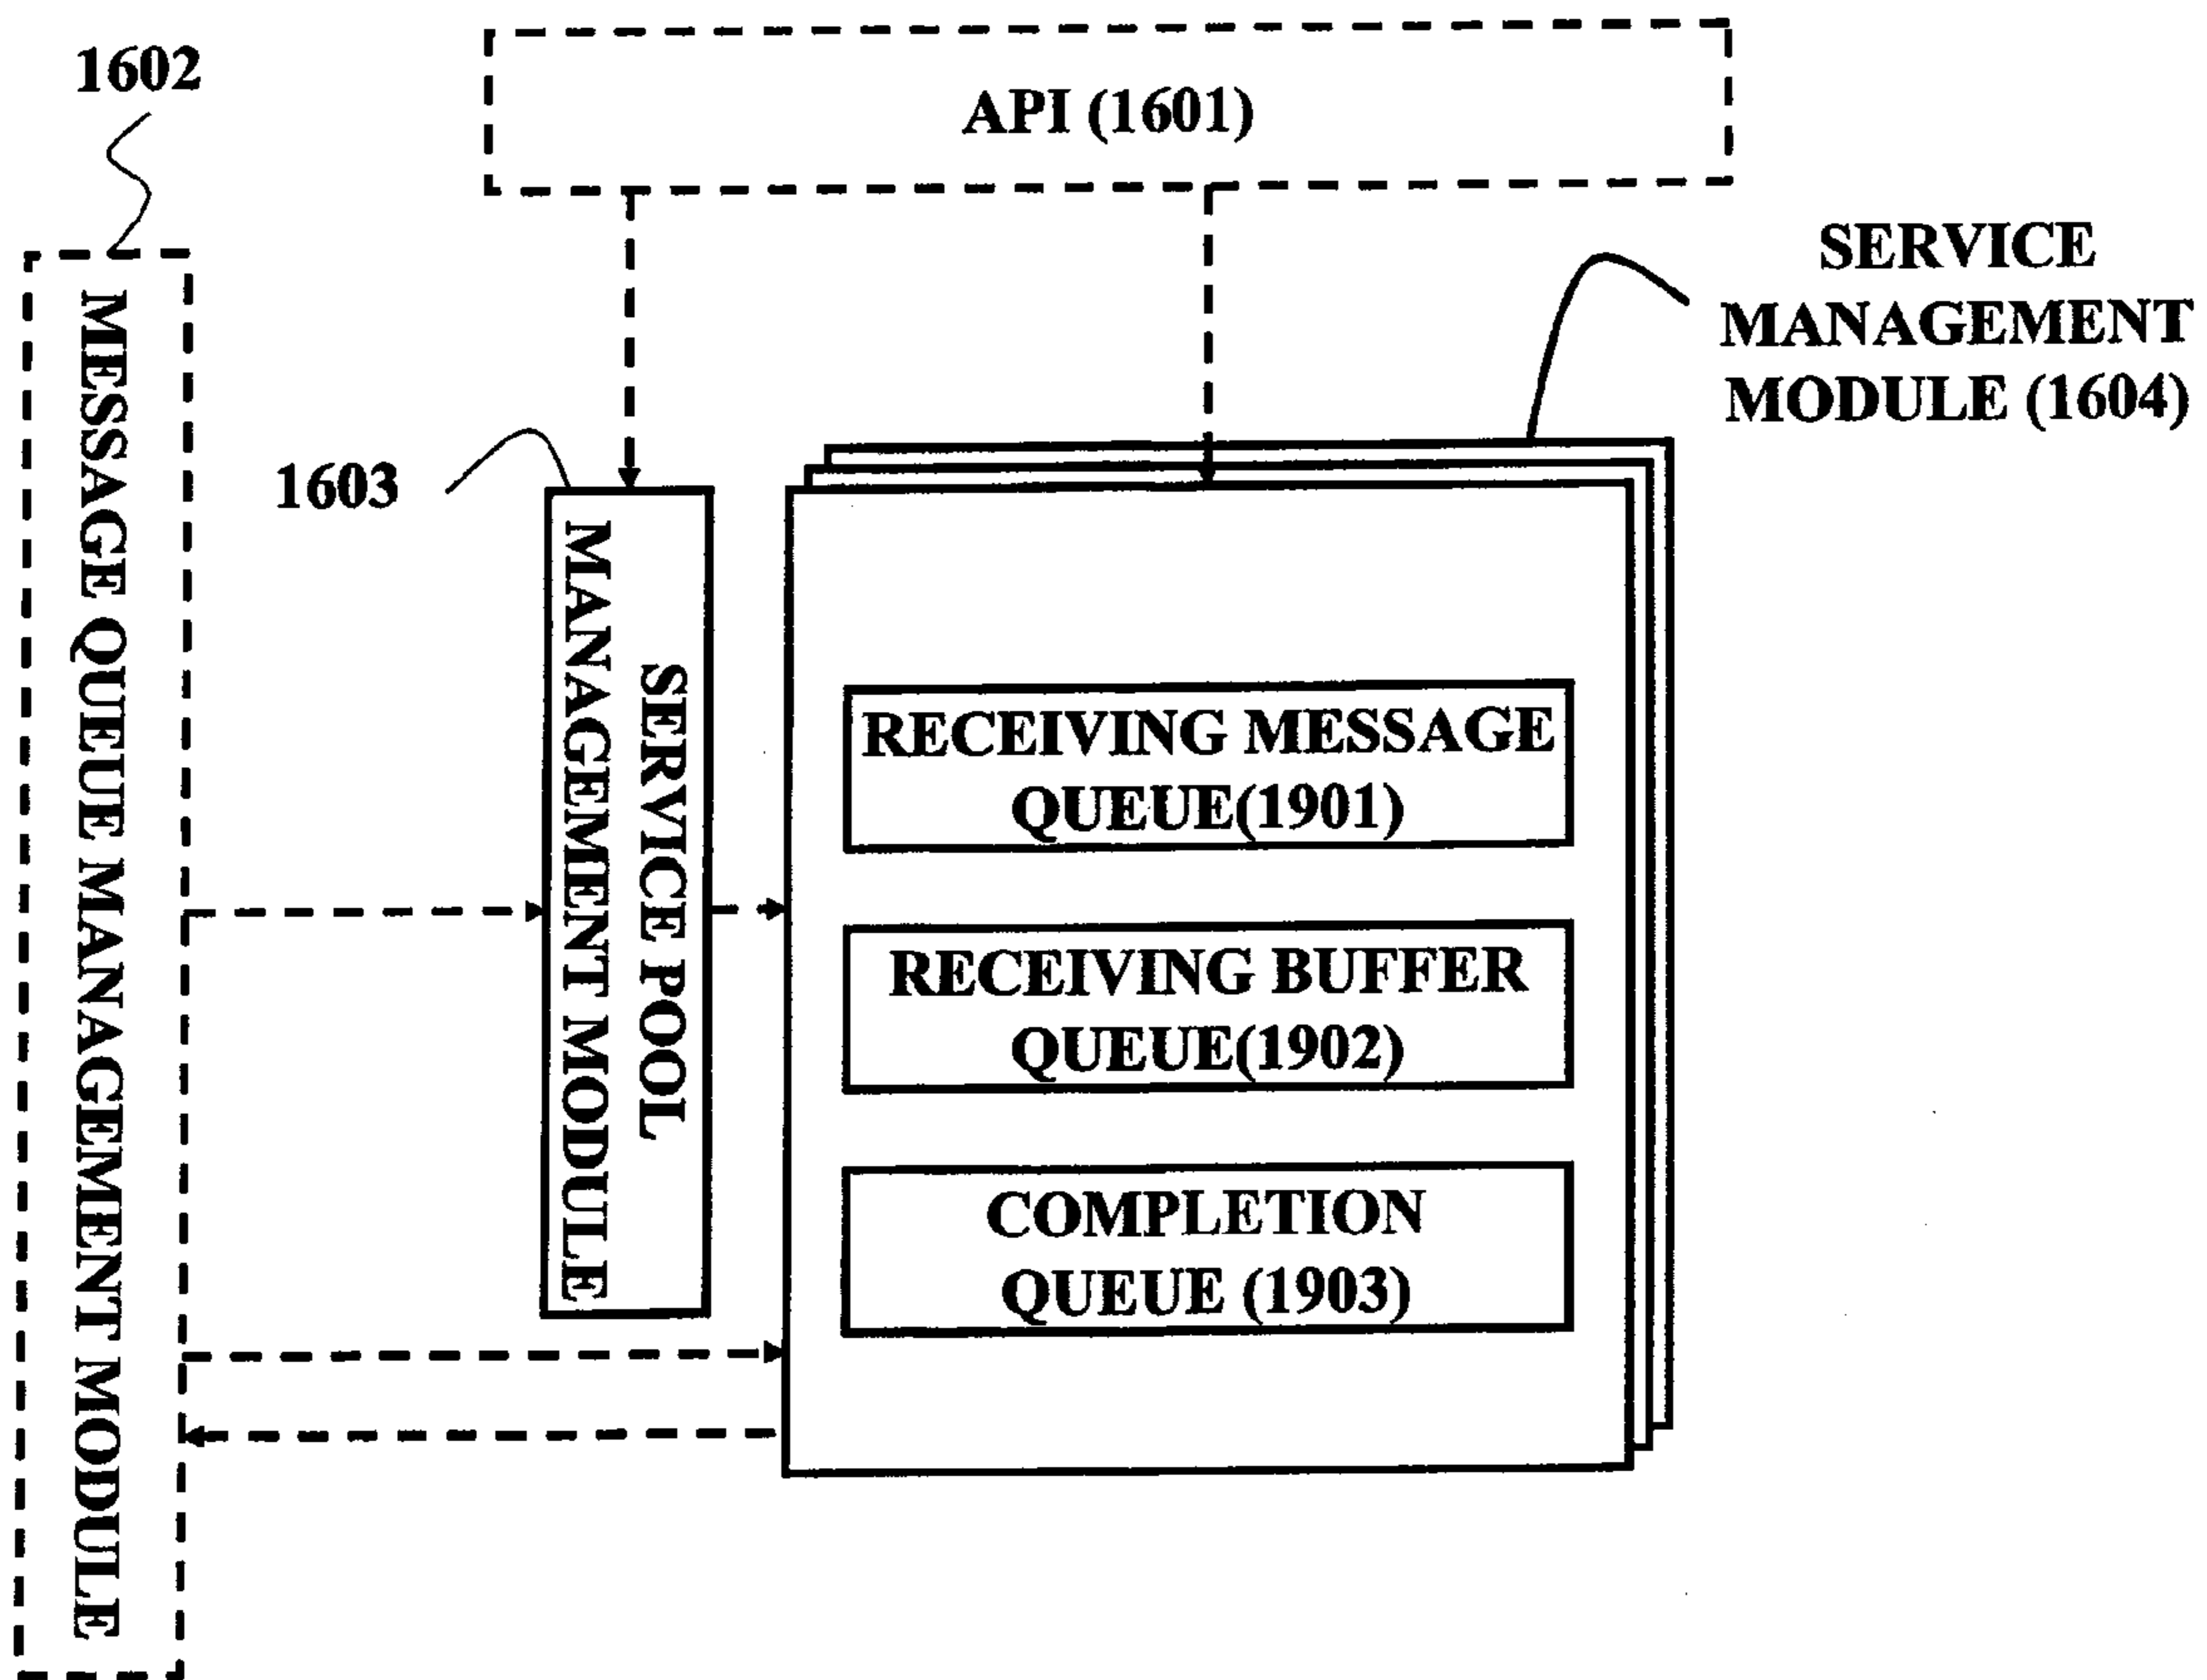 1602
API (1601)
SERVICE
MANAGEMENT
MODULE (1604)
1603
MESSAGE QUEUE MANAGEMENT MODULE
SERVICE POOL
MANAGEMENT MODULE
RECEIVING MESSAGE
QUEUE(1901)
RECEIVING BUFFER
QUEUE(1902)
COMPLETION
QUEUE (1903)